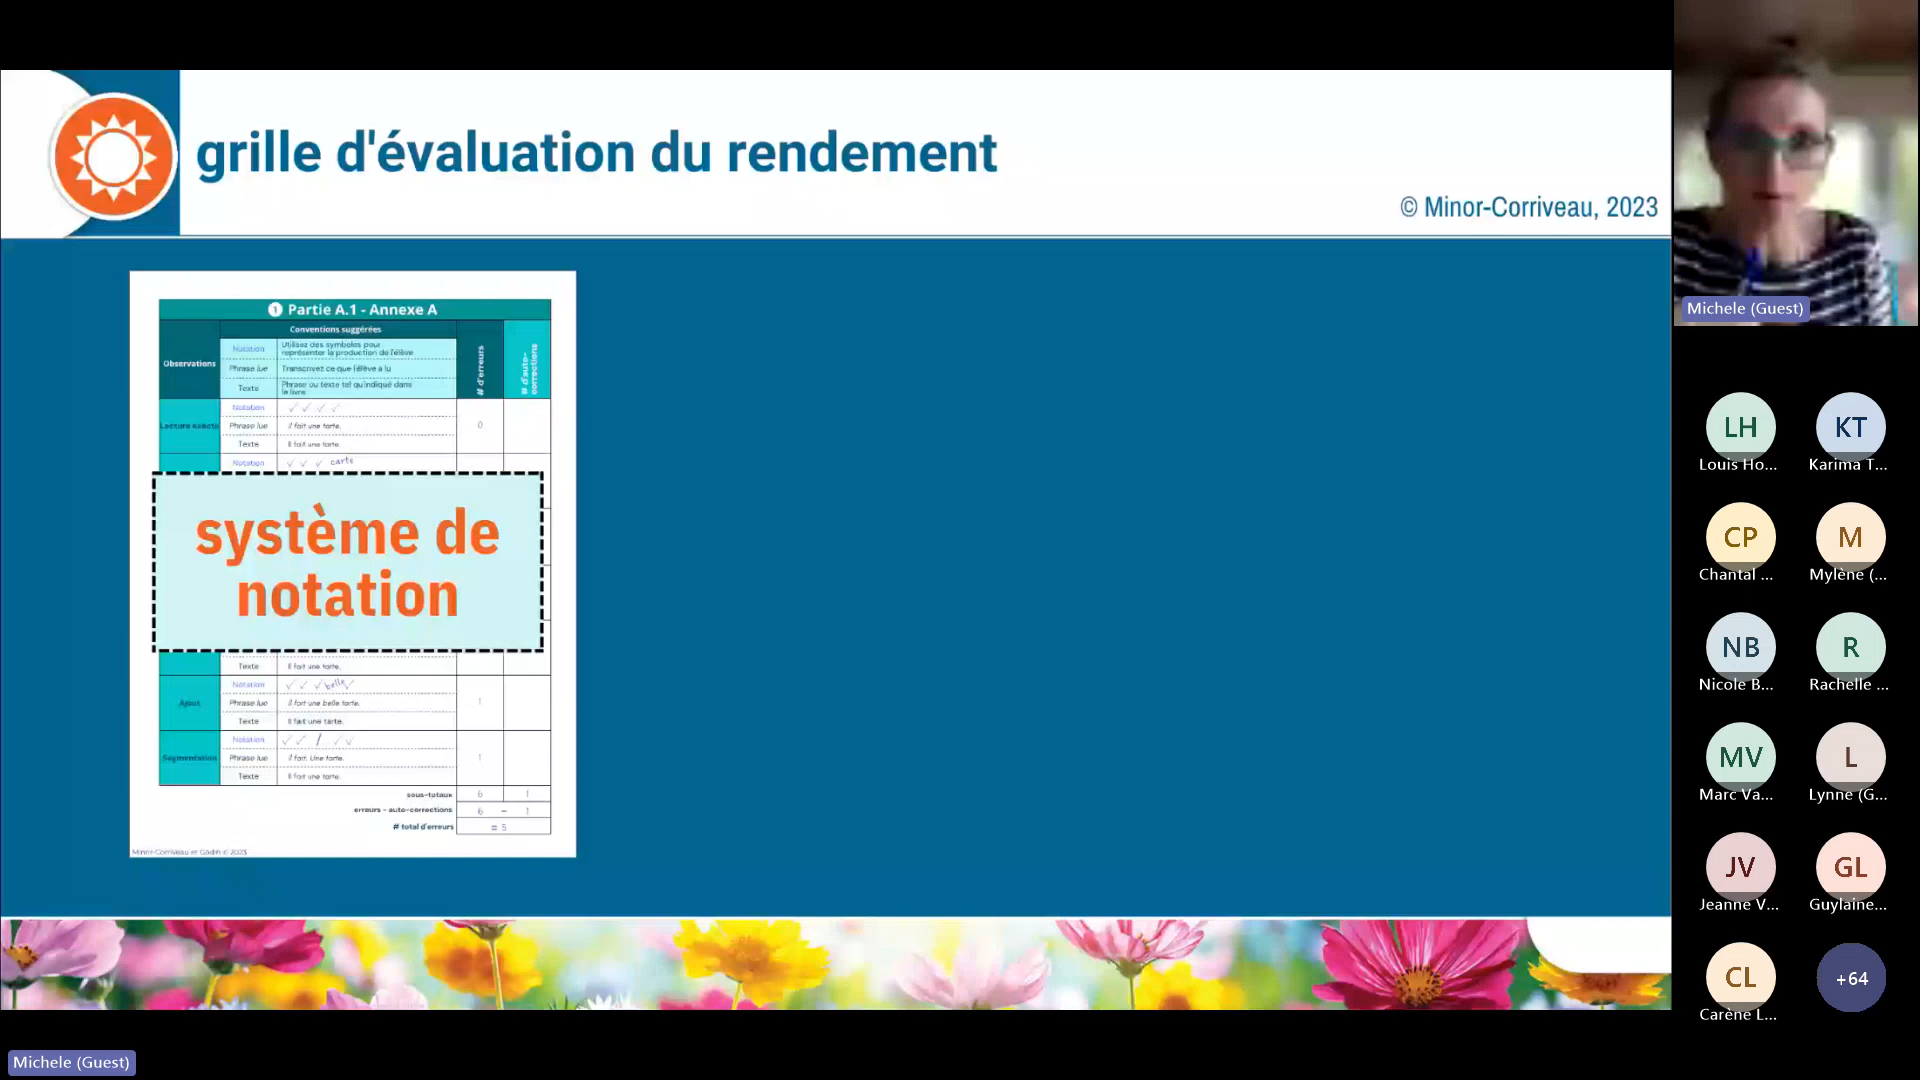 grille d'évaluation du rendement
© Minor-Corriveau, 2023
1 Partie A.1 - Annexe A
Observations
Conventions suggérées
# d'erreurs
# d'auto-corrections
Notation
Utilisez des symboles pour
représenter la production de l'élève
Phrase lue
Transcrivez ce que l'élève a lu
Texte
Phrase ou texte tel qu'indiqué dans
le livre
Lecture exacte
Notation ✓ ✓ ✓ ✓
Phrase lue Il fait une tarte. 0
Texte Il fait une tarte.
Notation ✓ ✓ ✓ carte
système de
notation
Texte Il fait une tarte.
Ajout
Notation ✓ ✓ ✓ belle ✓
Phrase lue Il fait une belle tarte. 1
Texte Il fait une tarte.
Segmentation
Notation ✓ ✓ / ✓ ✓
Phrase lue Il fait. Une tarte. 1
Texte Il fait une tarte.
sous-totaux 6 1
erreurs - auto-corrections 6 - 1
# total d'erreurs = 5
Minor-Corriveau et Godin © 2023
Michele (Guest)
LH KT
Louis Ho... Karima T...
CP M
Chantal ... Mylène (...
NB R
Nicole B... Rachelle ...
MV L
Marc Va... Lynne (G...
JV GL
Jeanne V... Guylaine...
CL +64
Carène L...
Michele (Guest)